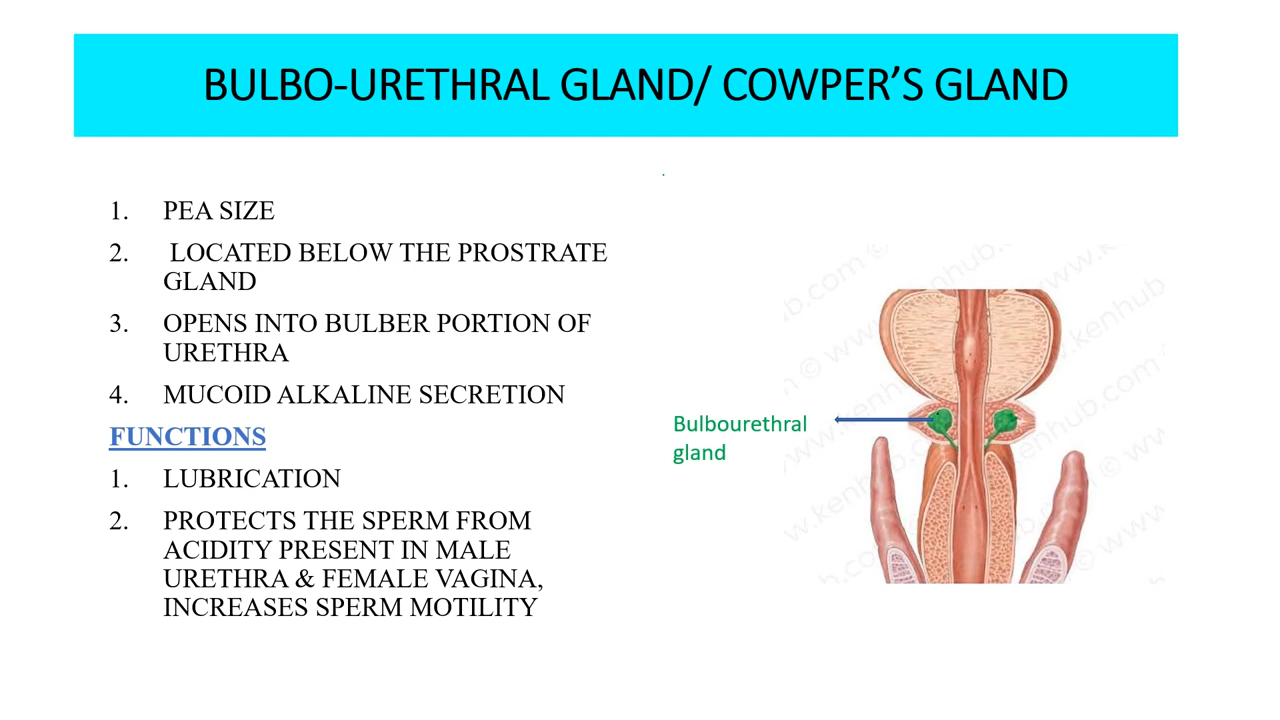 BULBO-URETHRAL GLAND/ COWPER’S GLAND
1. PEA SIZE
2. LOCATED BELOW THE PROSTRATE
GLAND
3. OPENS INTO BULBER PORTION OF
URETHRA
4. MUCOID ALKALINE SECRETION
FUNCTIONS
1. LUBRICATION
2. PROTECTS THE SPERM FROM
ACIDITY PRESENT IN MALE
URETHRA & FEMALE VAGINA,
INCREASES SPERM MOTILITY
Bulbourethral
gland